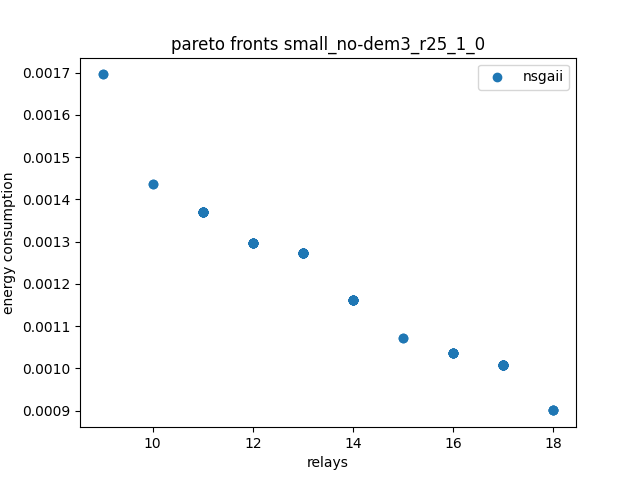 pareto fronts small_no-dem3_r25_1_0
nsgaii
0.0017
0.0016
0.0015
0.0014
0.0013
0.0012
0.0011
0.0010
0.0009
energy consumption
10 12 14 16 18
relays